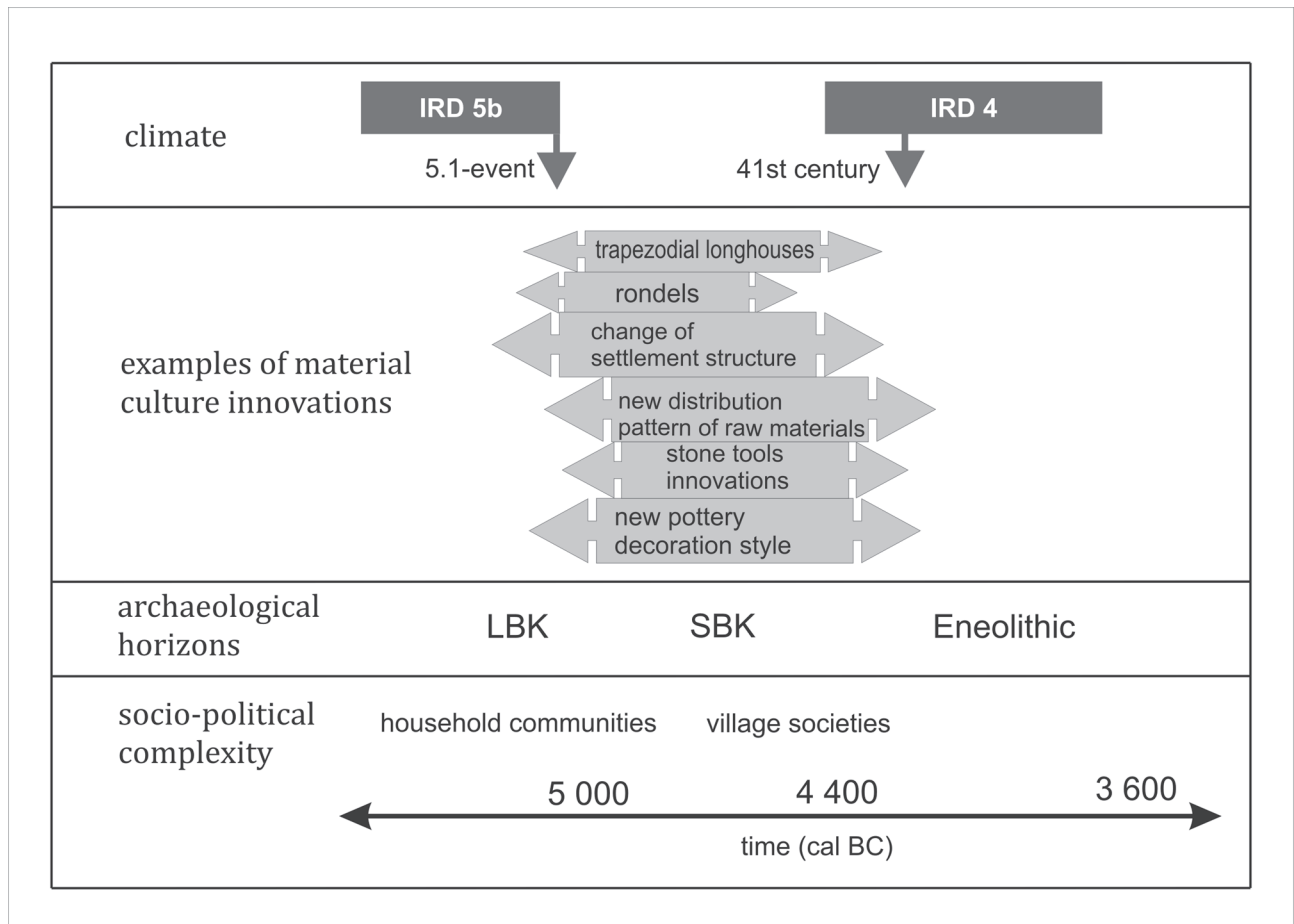 climate
IRD 5b
IRD 4
5.1-event
41st century
examples of material
culture innovations
trapezodial longhouses
rondels
change of
settlement structure
new distribution
pattern of raw materials
stone tools
innovations
new pottery
decoration style
archaeological
horizons
LBK
SBK
Eneolithic
socio-political
complexity
household communities
village societies
5 000
4 400
3 600
time (cal BC)